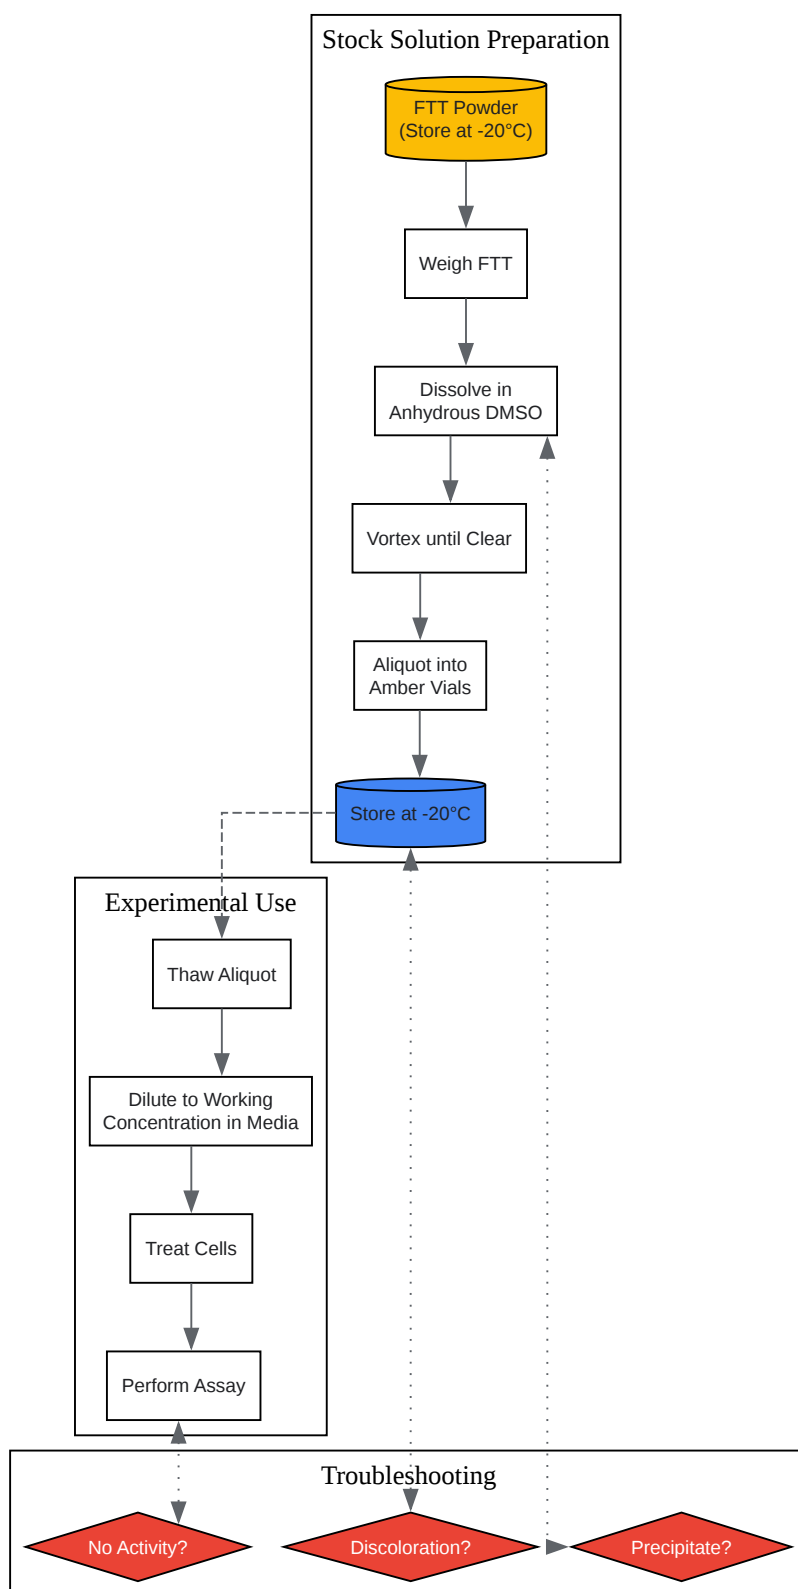 Stock Solution Preparation
FTT Powder
(Store at -20°C)
Weigh FTT
Dissolve in
Anhydrous DMSO
Vortex until Clear
Aliquot into
Amber Vials
Store at -20°C
Experimental Use
Thaw Aliquot
Dilute to Working
Concentration in Media
Treat Cells
Perform Assay
Troubleshooting
No Activity?
Discoloration?
Precipitate?